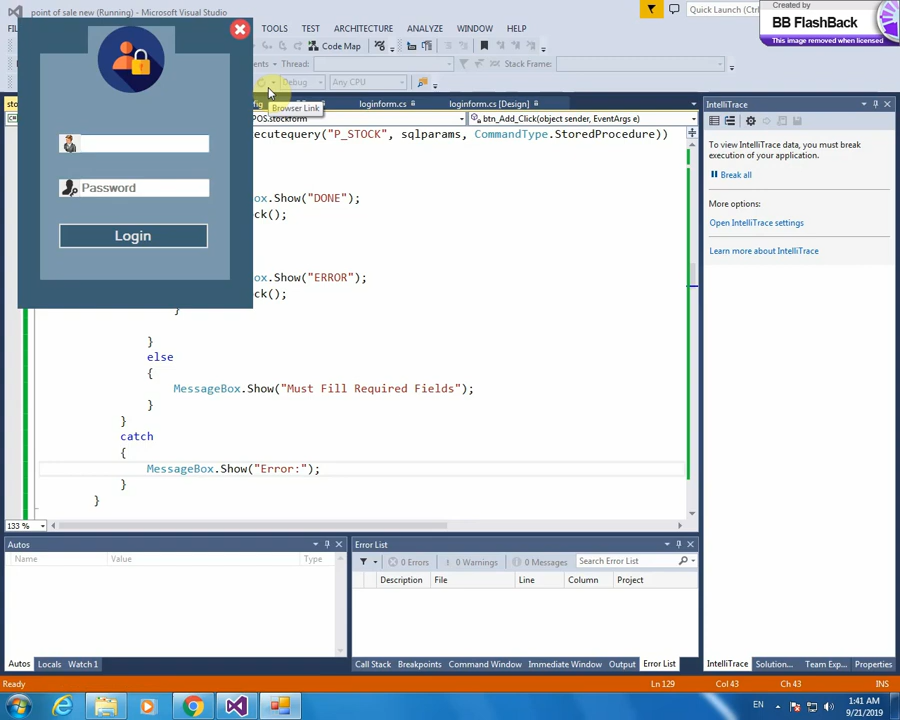 point of sale new (Running) - Microsoft Visual Studio
Quick Launch
Created by
BB FlashBack
This image removed when licensed
TOOLS TEST ARCHITECTURE ANALYZE WINDOW HELP
Code Map
Thread: Stack Frame:
Debug Any CPU
loginform.cs loginform.cs [Design]
Browser Link
POS.stockform btn_Add_Click(object sender, EventArgs e)
IntelliTrace
Password
Login
ecutequery("P_STOCK", sqlparams, CommandType.StoredProcedure))
ox.Show("DONE");
ck();
ox.Show("ERROR");
ck();
}
}
else
{
MessageBox.Show("Must Fill Required Fields");
}
}
catch
{
MessageBox.Show("Error:");
}
}
To view IntelliTrace data, you must break
execution of your application.
Break all
More options:
Open IntelliTrace settings
Learn more about IntelliTrace
133 %
Autos
Name Value Type
Error List
0 Errors 0 Warnings 0 Messages Search Error List
Description File Line Column Project
Autos Locals Watch 1
Call Stack Breakpoints Command Window Immediate Window Output Error List
IntelliTrace Solution... Team Exp... Properties
Ready Ln 129 Col 43 Ch 43 INS
EN
1:41 AM
9/21/2019